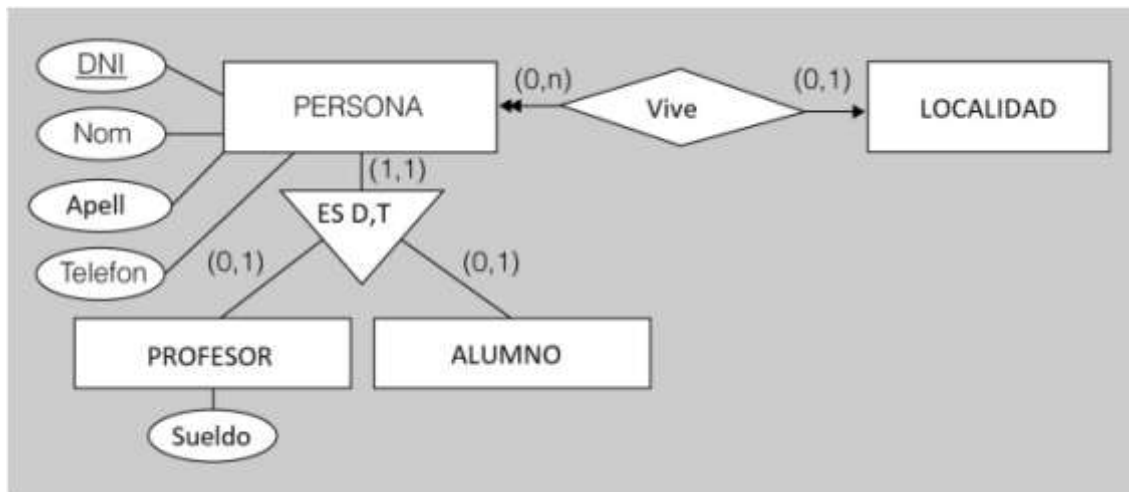 DNI
Nom
Apell
Telefon
PERSONA
(0,n)
Vive
(0,1)
LOCALIDAD
(1,1)
ES D,T
(0,1)
(0,1)
PROFESOR
ALUMNO
Sueldo